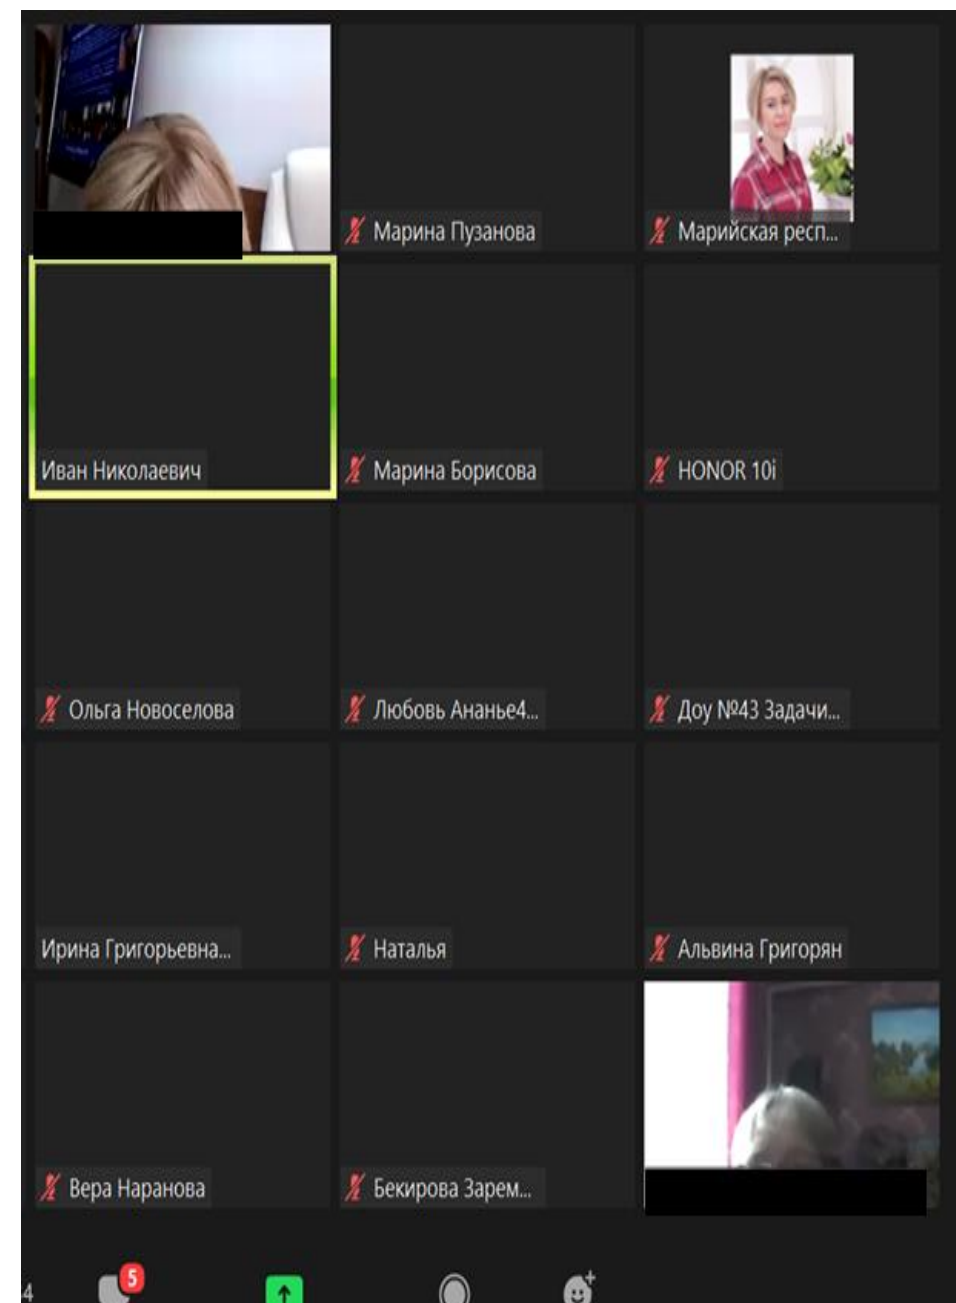 Марина Пузанова
Марийская респ...
Иван Николаевич
Марина Борисова
HONOR 10i
Ольга Новоселова
Любовь Ананье4...
Доу №43 Задачи...
Ирина Григорьевна...
Наталья
Альвина Григорян
Вера Наранова
Бекирова Зарем...
4
5